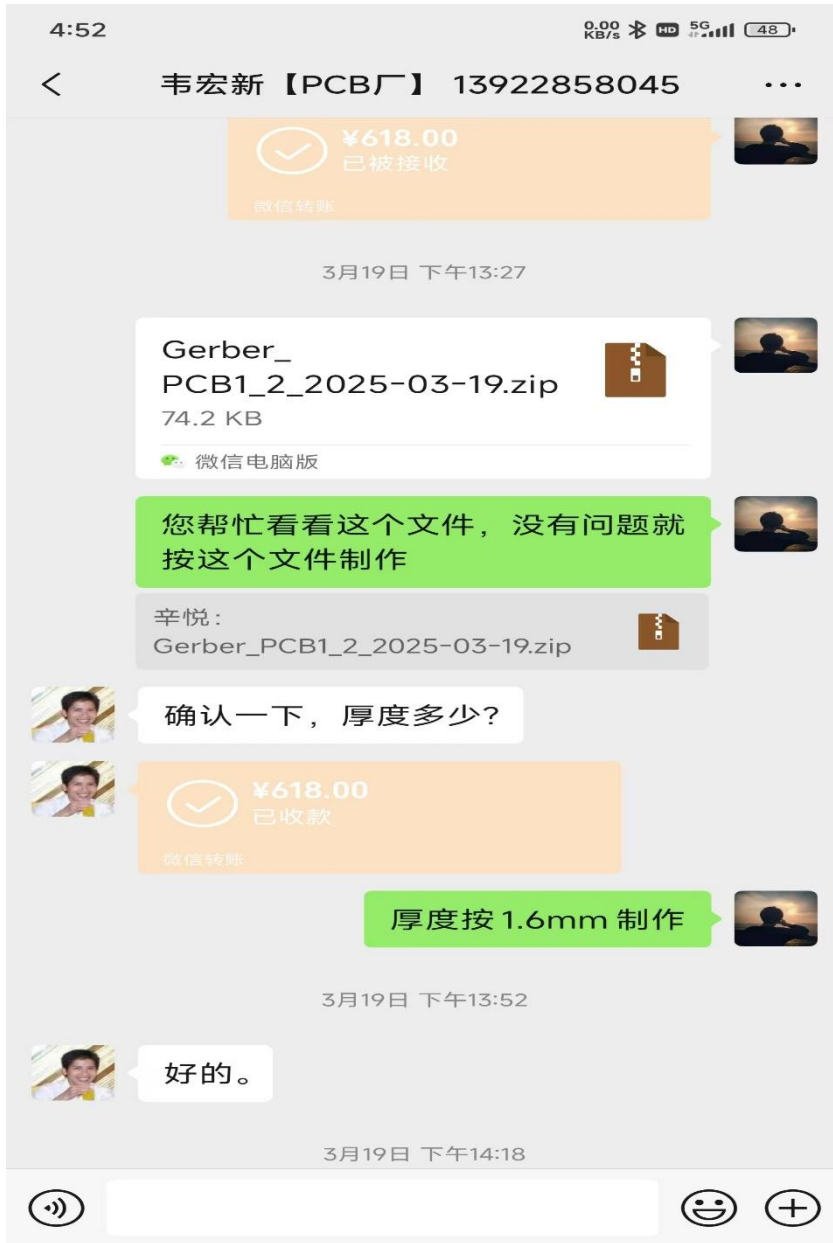 4:52
0.00 KB/s HD 5G 48
韦宏新【PCB厂】 13922858045
¥618.00
已被接收
微信转账
3月19日 下午13:27
Gerber_
PCB1_2_2025-03-19.zip
74.2 KB
微信电脑版
您帮忙看看这个文件，没有问题就
按这个文件制作
辛悦：
Gerber_PCB1_2_2025-03-19.zip
确认一下，厚度多少?
¥618.00
已收款
微信转账
厚度按1.6mm 制作
3月19日 下午13:52
好的。
3月19日 下午14:18